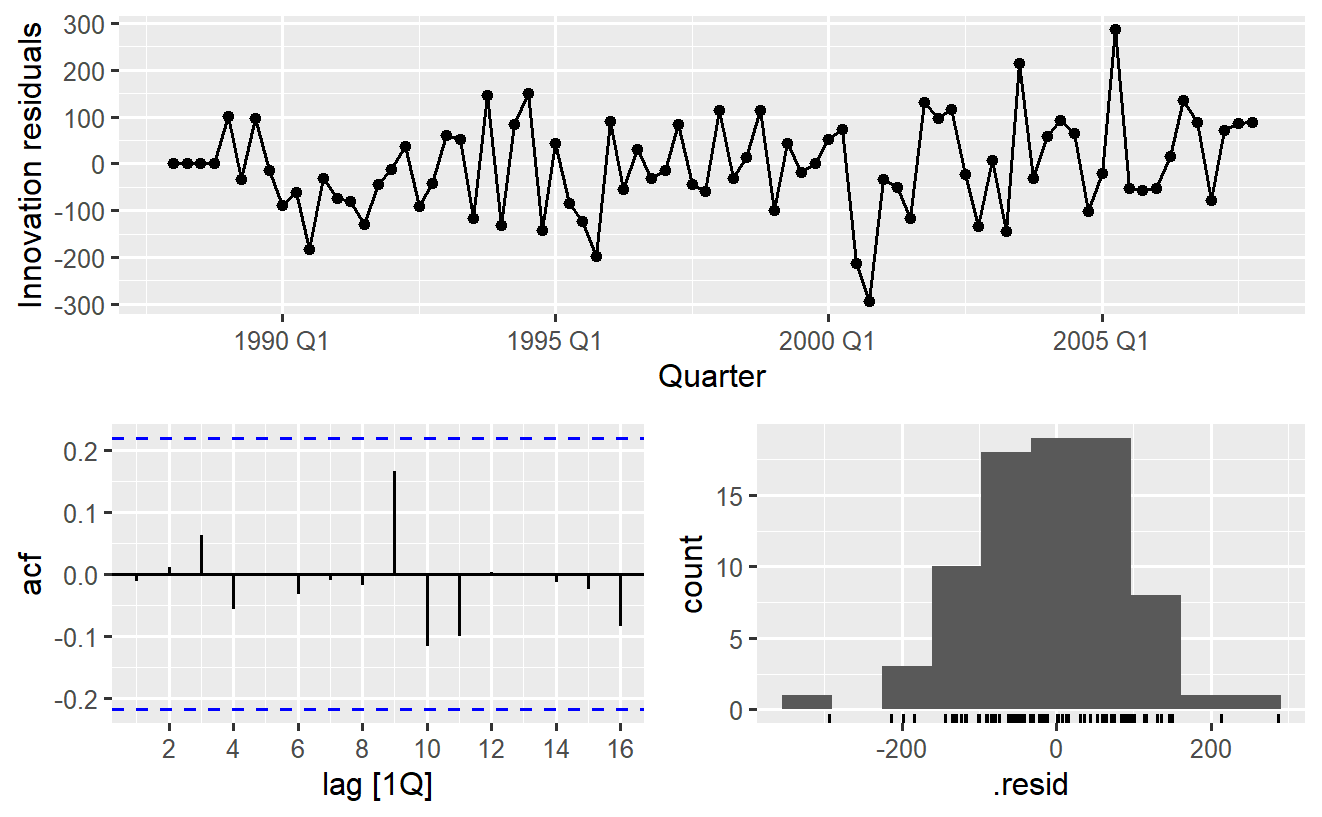 Innovation residuals
300
200
100
0
-100
-200
-300
1990 Q1 1995 Q1 2000 Q1 2005 Q1
Quarter
acf
0.2
0.1
0.0
-0.1
-0.2
2 4 6 8 10 12 14 16
lag [1Q]
count
15
10
5
0
-200 0 200
.resid